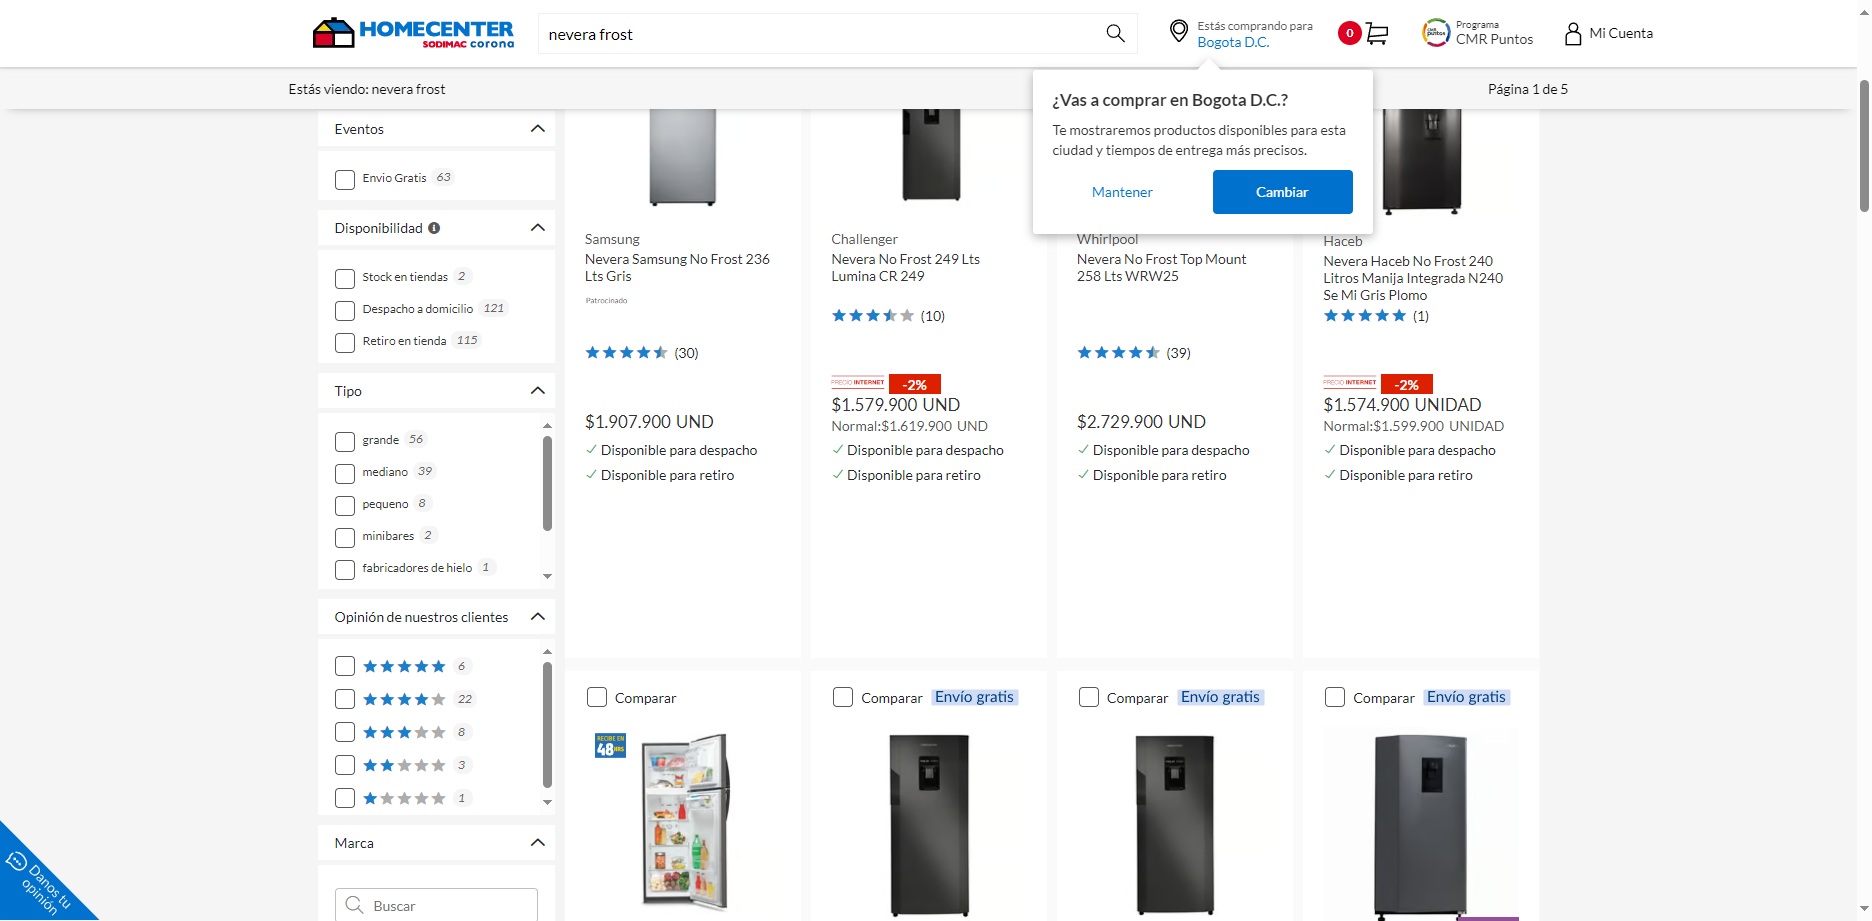 HOMECENTER
SODIMAC corona
nevera frost
Estás comprando para
Bogota D.C.
0
Programa
CMR Puntos
Mi Cuenta
Estás viendo: nevera frost
Página 1 de 5
¿Vas a comprar en Bogota D.C.?
Te mostraremos productos disponibles para esta
ciudad y tiempos de entrega más precisos.
Mantener
Cambiar
Eventos
Envio Gratis 63
Disponibilidad
Stock en tiendas 2
Despacho a domicilio 121
Retiro en tienda 115
Tipo
grande 56
mediano 39
pequeno 8
minibares 2
fabricadores de hielo 1
Opinión de nuestros clientes
6
22
8
3
1
Marca
Buscar
Danos tu
opinión
Samsung
Nevera Samsung No Frost 236
Lts Gris
Patrocinado
(30)
$1.907.900 UND
Disponible para despacho
Disponible para retiro
Challenger
Nevera No Frost 249 Lts
Lumina CR 249
(10)
PRECIO INTERNET
-2%
$1.579.900 UND
Normal:$1.619.900 UND
Disponible para despacho
Disponible para retiro
Whirlpool
Nevera No Frost Top Mount
258 Lts WRW25
(39)
$2.729.900 UND
Disponible para despacho
Disponible para retiro
Haceb
Nevera Haceb No Frost 240
Litros Manija Integrada N240
Se Mi Gris Plomo
(1)
PRECIO INTERNET
-2%
$1.574.900 UNIDAD
Normal:$1.599.900 UNIDAD
Disponible para despacho
Disponible para retiro
Comparar
RECIBE EN
48HRS
Comparar
Envío gratis
Comparar
Envío gratis
Comparar
Envío gratis